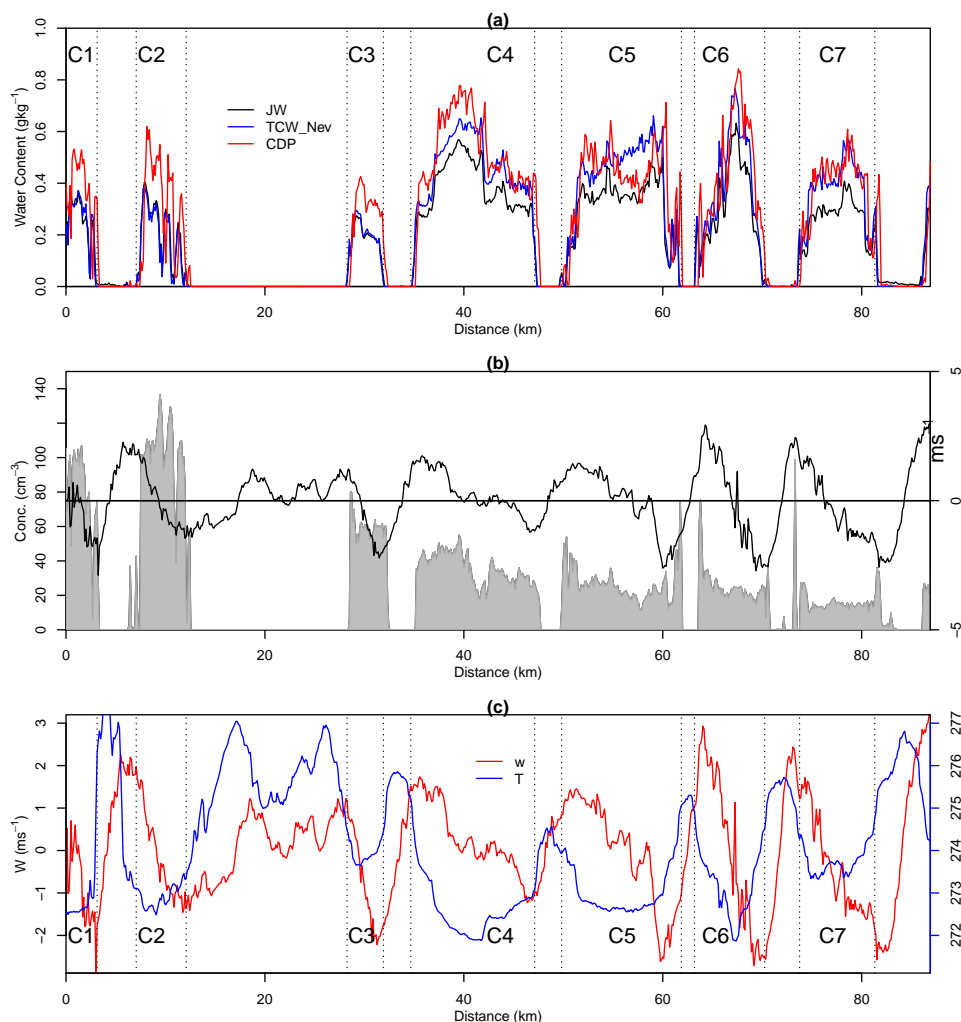 (a)
C1 C2 C3 C4 C5 C6 C7
JW
TCW_Nev
CDP
Water Content (gkg⁻¹)
0.0 0.2 0.4 0.6 0.8 1.0
0 20 40 60 80
Distance (km)
(b)
Conc. (cm⁻³)
0 20 40 60 80 100 140
ms⁻¹
−5 0 5
0 20 40 60 80
Distance (km)
(c)
w
T
W (ms⁻¹)
−2 −1 0 1 2 3
272 273 274 275 276 277
C1 C2 C3 C4 C5 C6 C7
0 20 40 60 80
Distance (km)